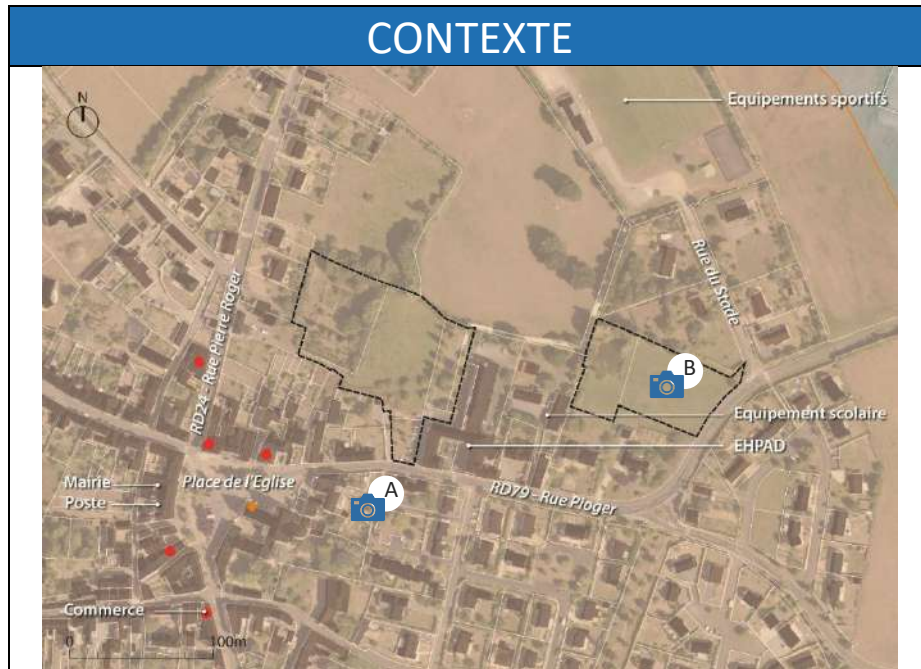 CONTEXTE
N
Equipements sportifs
RD24 - Rue Pierre Roger
Rue du Stade
B
Equipement scolaire
EHPAD
Mairie
Place de l'Eglise
A
Poste
RD79 - Rue Pioger
Commerce
0
100m